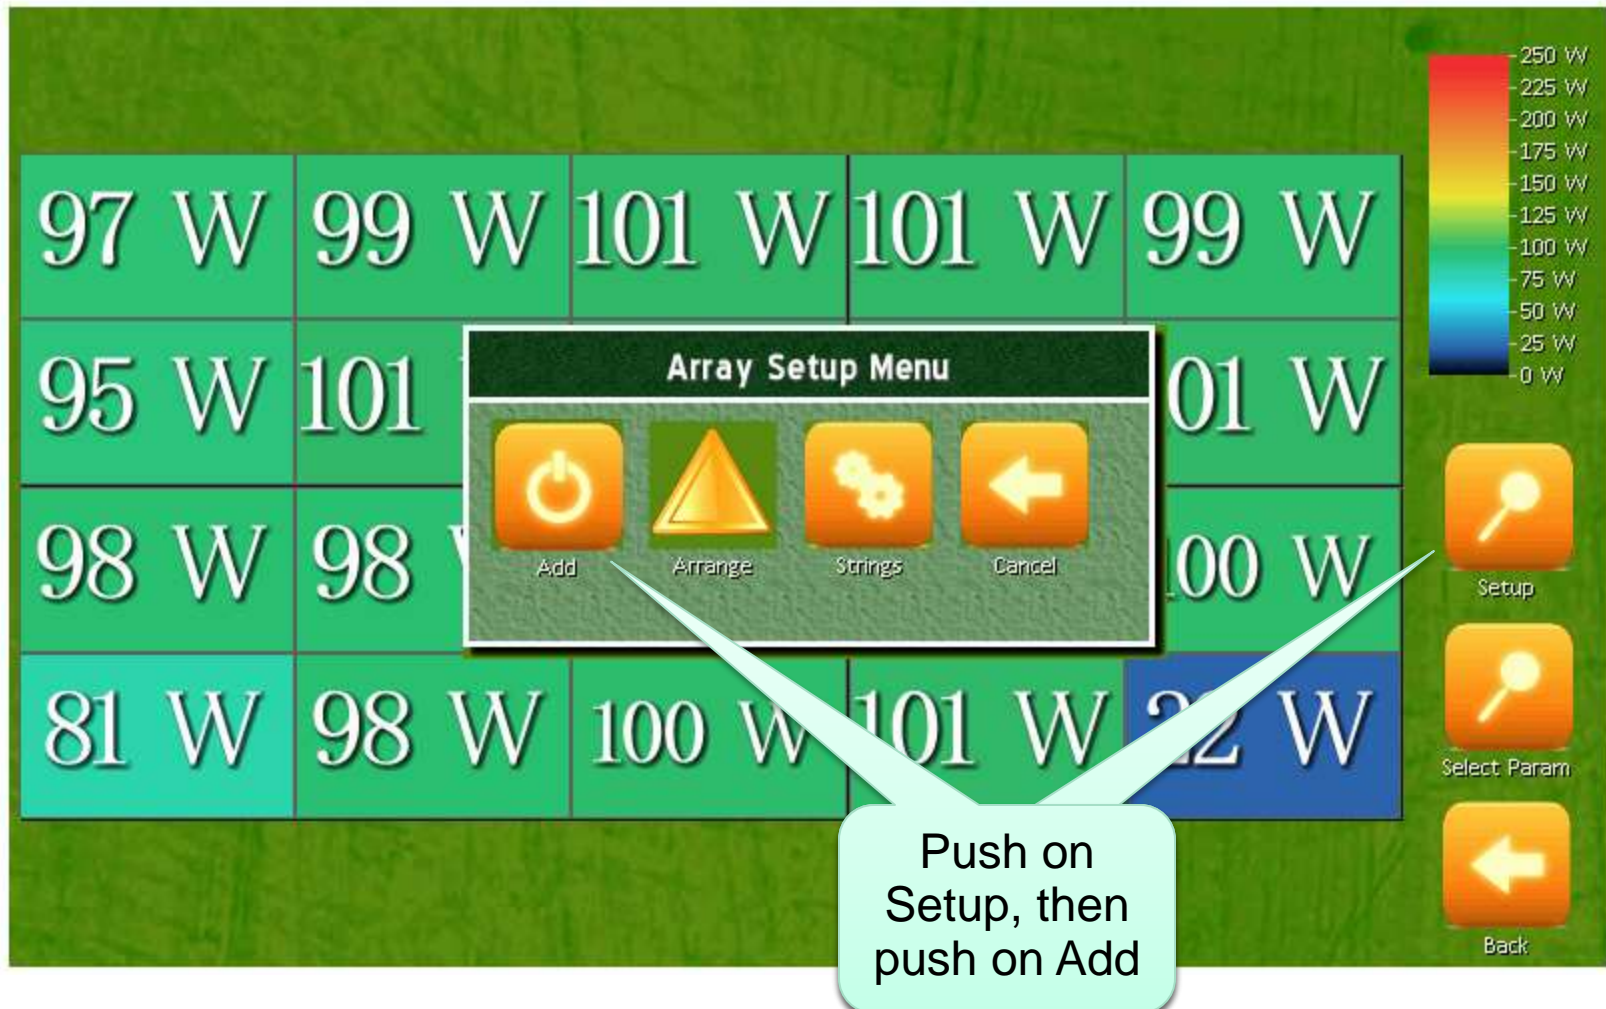 250 W
225 W
200 W
175 W
150 W
125 W
100 W
75 W
50 W
25 W
0 W
97 W 99 W 101 W 101 W 99 W
95 W 101 01 W
98 W 98 00 W
81 W 98 W 100 W 101 W 22 W
Array Setup Menu
Add Arrange Strings Cancel
Setup
Select Param
Back
Push on
Setup, then
push on Add